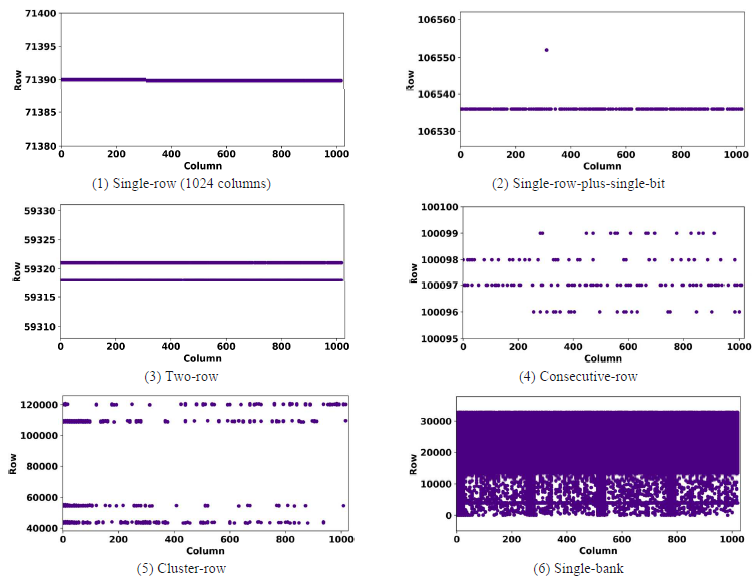 71400
71395
71390
71385
71380
Row
0 200 400 600 800 1000
Column
(1) Single-row (1024 columns)
106560
106550
106540
106530
Row
0 200 400 600 800 1000
Column
(2) Single-row-plus-single-bit
59330
59325
59320
59315
59310
Row
0 200 400 600 800 1000
Column
(3) Two-row
100100
100099
100098
100097
100096
100095
Row
0 200 400 600 800 1000
Column
(4) Consecutive-row
120000
100000
80000
60000
40000
Row
0 200 400 600 800 1000
Column
(5) Cluster-row
30000
20000
10000
0
Row
0 200 400 600 800 1000
Column
(6) Single-bank